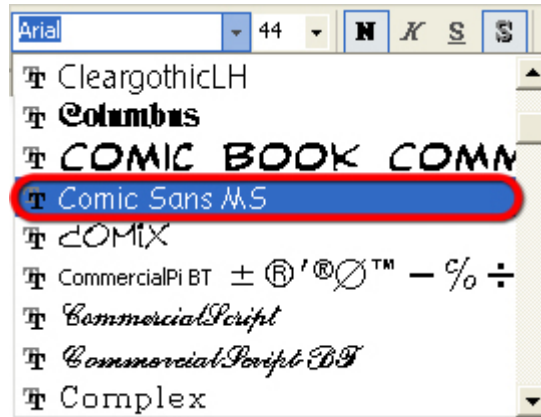 Arial 44 N K S S
CleargothicLH
Columbus
COMIC BOOK COMM
Comic Sans MS
COMiX
CommercialPi BT ± ® ′ ® ∅ ™ — % ÷
CommercialScript
CommercialScript BT
Complex